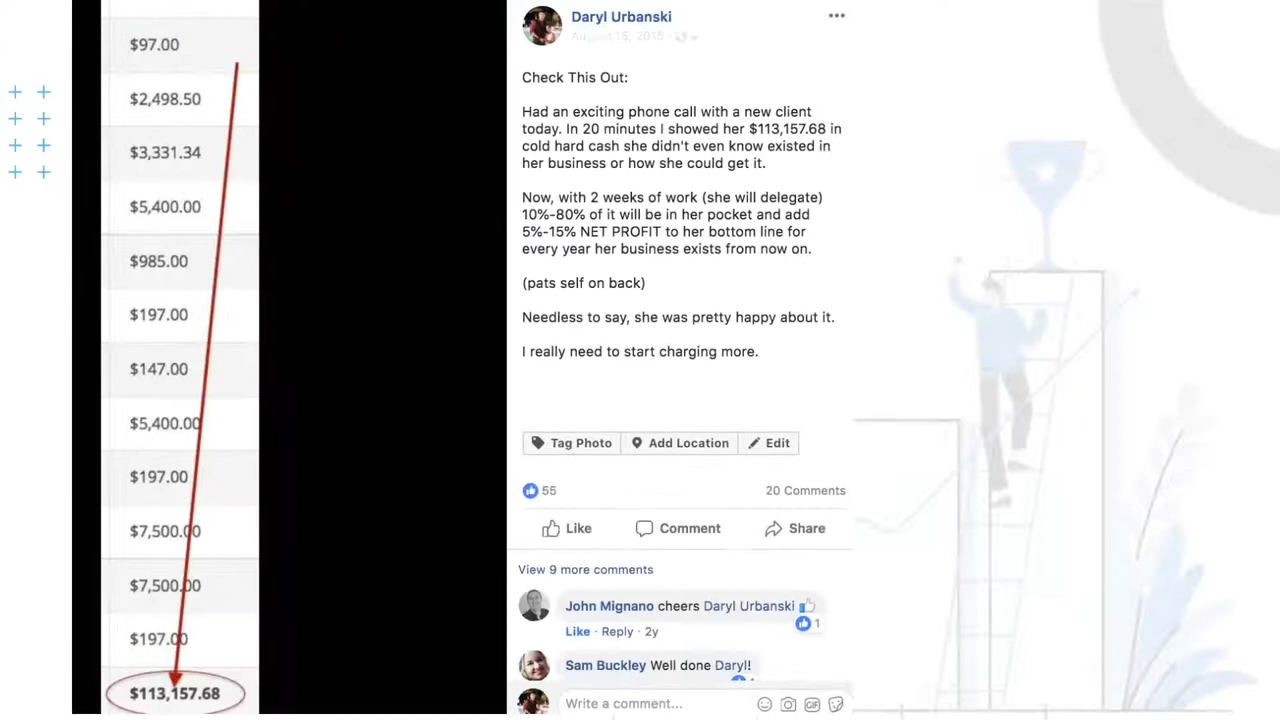 $97.00
$2,498.50
$3,331.34
$5,400.00
$985.00
$197.00
$147.00
$5,400.00
$197.00
$7,500.00
$7,500.00
$197.00
$113,157.68
Daryl Urbanski
August 15, 2015
Check This Out:
Had an exciting phone call with a new client
today. In 20 minutes I showed her $113,157.68 in
cold hard cash she didn't even know existed in
her business or how she could get it.
Now, with 2 weeks of work (she will delegate)
10%-80% of it will be in her pocket and add
5%-15% NET PROFIT to her bottom line for
every year her business exists from now on.
(pats self on back)
Needless to say, she was pretty happy about it.
I really need to start charging more.
Tag Photo Add Location Edit
55 20 Comments
Like Comment Share
View 9 more comments
John Mignano cheers Daryl Urbanski
1
Like · Reply · 2y
Sam Buckley Well done Daryl!
Write a comment... GIF